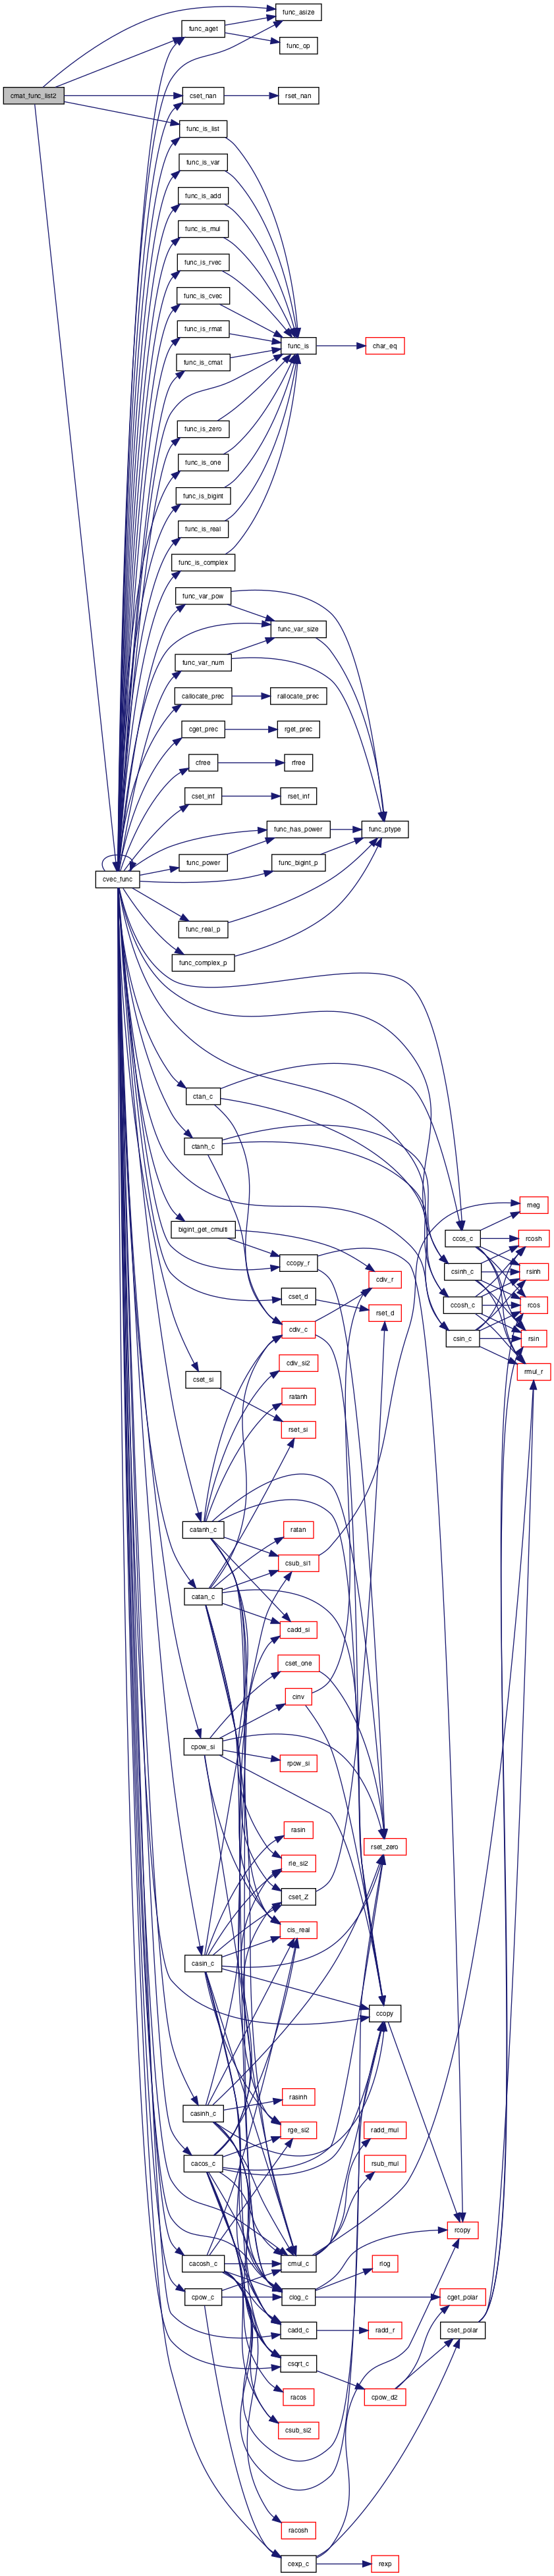 func_asize
func_aget
func_op
cmat_func_list2
cset_nan
rset_nan
func_is_list
func_is_var
func_is_add
func_is_mul
func_is_rvec
func_is_cvec
func_is_rmat
func_is
char_eq
func_is_cmat
func_is_zero
func_is_one
func_is_bigint
func_is_real
func_is_complex
func_var_pow
func_var_size
func_var_num
callocate_prec
rallocate_prec
cget_prec
rget_prec
cfree
rfree
cset_inf
rset_inf
func_has_power
func_ptype
func_power
func_bigint_p
cvec_func
func_real_p
func_complex_p
ctan_c
ctanh_c
rneg
bigint_get_cmulti
ccos_c
rcosh
ccopy_r
csinh_c
rsinh
cdiv_r
cset_d
ccosh_c
rcos
rset_d
cdiv_c
csin_c
rsin
cdiv_si2
rmul_r
cset_si
ratanh
rset_si
catanh_c
ratan
csub_si1
catan_c
cadd_si
cset_one
cinv
cpow_si
rpow_si
rasin
rset_zero
rle_si2
cset_Z
cis_real
casin_c
ccopy
rasinh
casinh_c
rge_si2
radd_mul
cacos_c
rsub_mul
rcopy
cacosh_c
cmul_c
rlog
cpow_c
clog_c
cget_polar
cadd_c
radd_r
cset_polar
csqrt_c
racos
cpow_d2
csub_si2
racosh
cexp_c
rexp